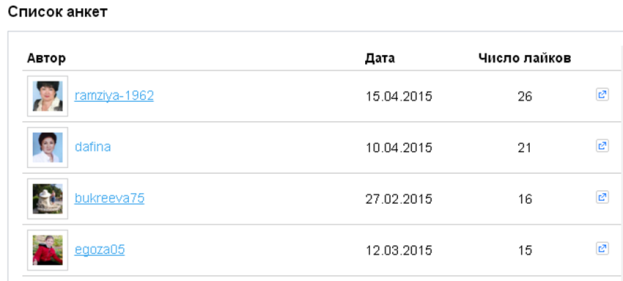 Список анкет
Автор Дата Число лайков
ramziya-1962 15.04.2015 26
dafina 10.04.2015 21
bukreeva75 27.02.2015 16
egoza05 12.03.2015 15